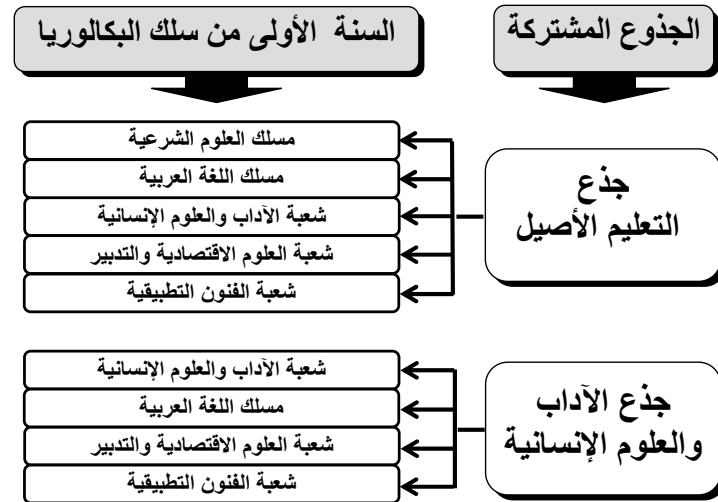 الجذوع المشتركة
السنة الأولى من سلك البكالوريا
جذع
التعليم الأصيل
مسلك العلوم الشرعية
مسلك اللغة العربية
شعبة الآداب والعلوم الإنسانية
شعبة العلوم الاقتصادية والتدبير
شعبة الفنون التطبيقية
جذع الآداب
والعلوم الإنسانية
شعبة الآداب والعلوم الإنسانية
مسلك اللغة العربية
شعبة العلوم الاقتصادية والتدبير
شعبة الفنون التطبيقية